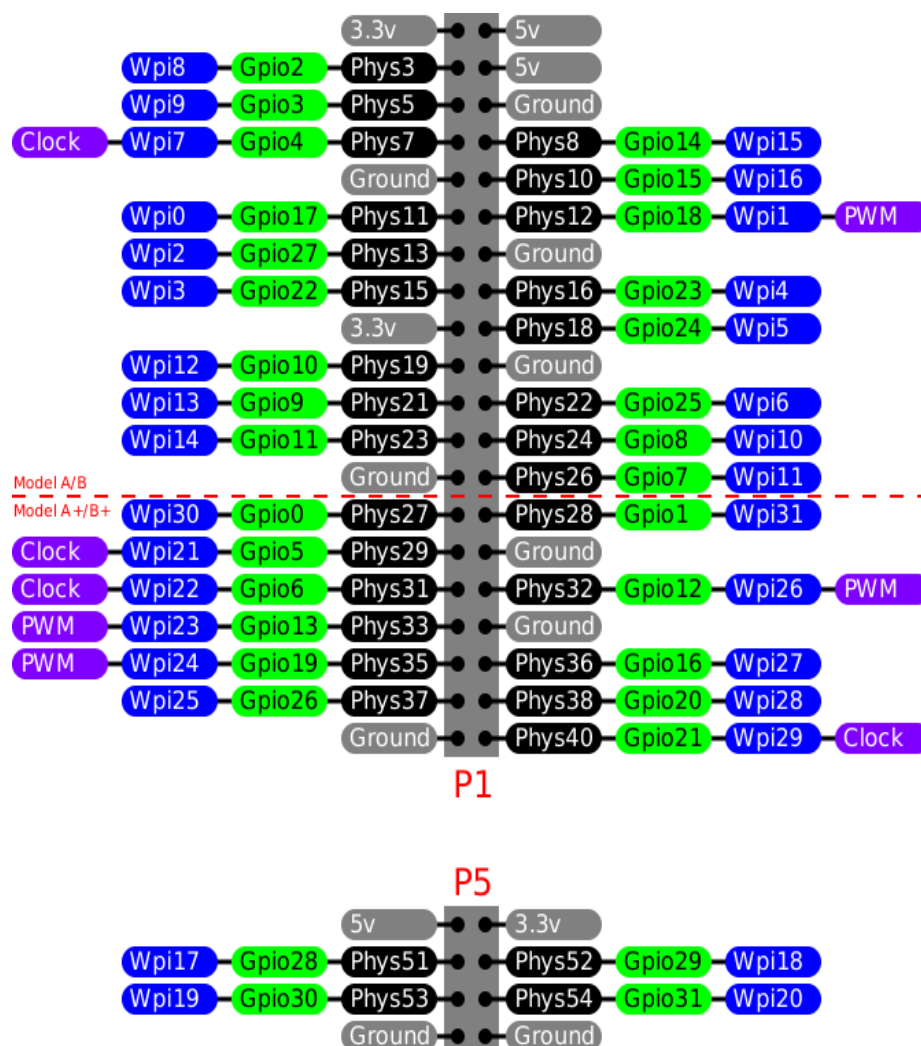 3.3v 5v
Wpi8 Gpio2 Phys3 5v
Wpi9 Gpio3 Phys5 Ground
Clock Wpi7 Gpio4 Phys7 Phys8 Gpio14 Wpi15
Ground Phys10 Gpio15 Wpi16
Wpi0 Gpio17 Phys11 Phys12 Gpio18 Wpi1 PWM
Wpi2 Gpio27 Phys13 Ground
Wpi3 Gpio22 Phys15 Phys16 Gpio23 Wpi4
3.3v Phys18 Gpio24 Wpi5
Wpi12 Gpio10 Phys19 Ground
Wpi13 Gpio9 Phys21 Phys22 Gpio25 Wpi6
Wpi14 Gpio11 Phys23 Phys24 Gpio8 Wpi10
Ground Phys26 Gpio7 Wpi11
Model A/B
Model A+/B+
Wpi30 Gpio0 Phys27 Phys28 Gpio1 Wpi31
Clock Wpi21 Gpio5 Phys29 Ground
Clock Wpi22 Gpio6 Phys31 Phys32 Gpio12 Wpi26 PWM
PWM Wpi23 Gpio13 Phys33 Ground
PWM Wpi24 Gpio19 Phys35 Phys36 Gpio16 Wpi27
Wpi25 Gpio26 Phys37 Phys38 Gpio20 Wpi28
Ground Phys40 Gpio21 Wpi29 Clock
P1
P5
5v 3.3v
Wpi17 Gpio28 Phys51 Phys52 Gpio29 Wpi18
Wpi19 Gpio30 Phys53 Phys54 Gpio31 Wpi20
Ground Ground